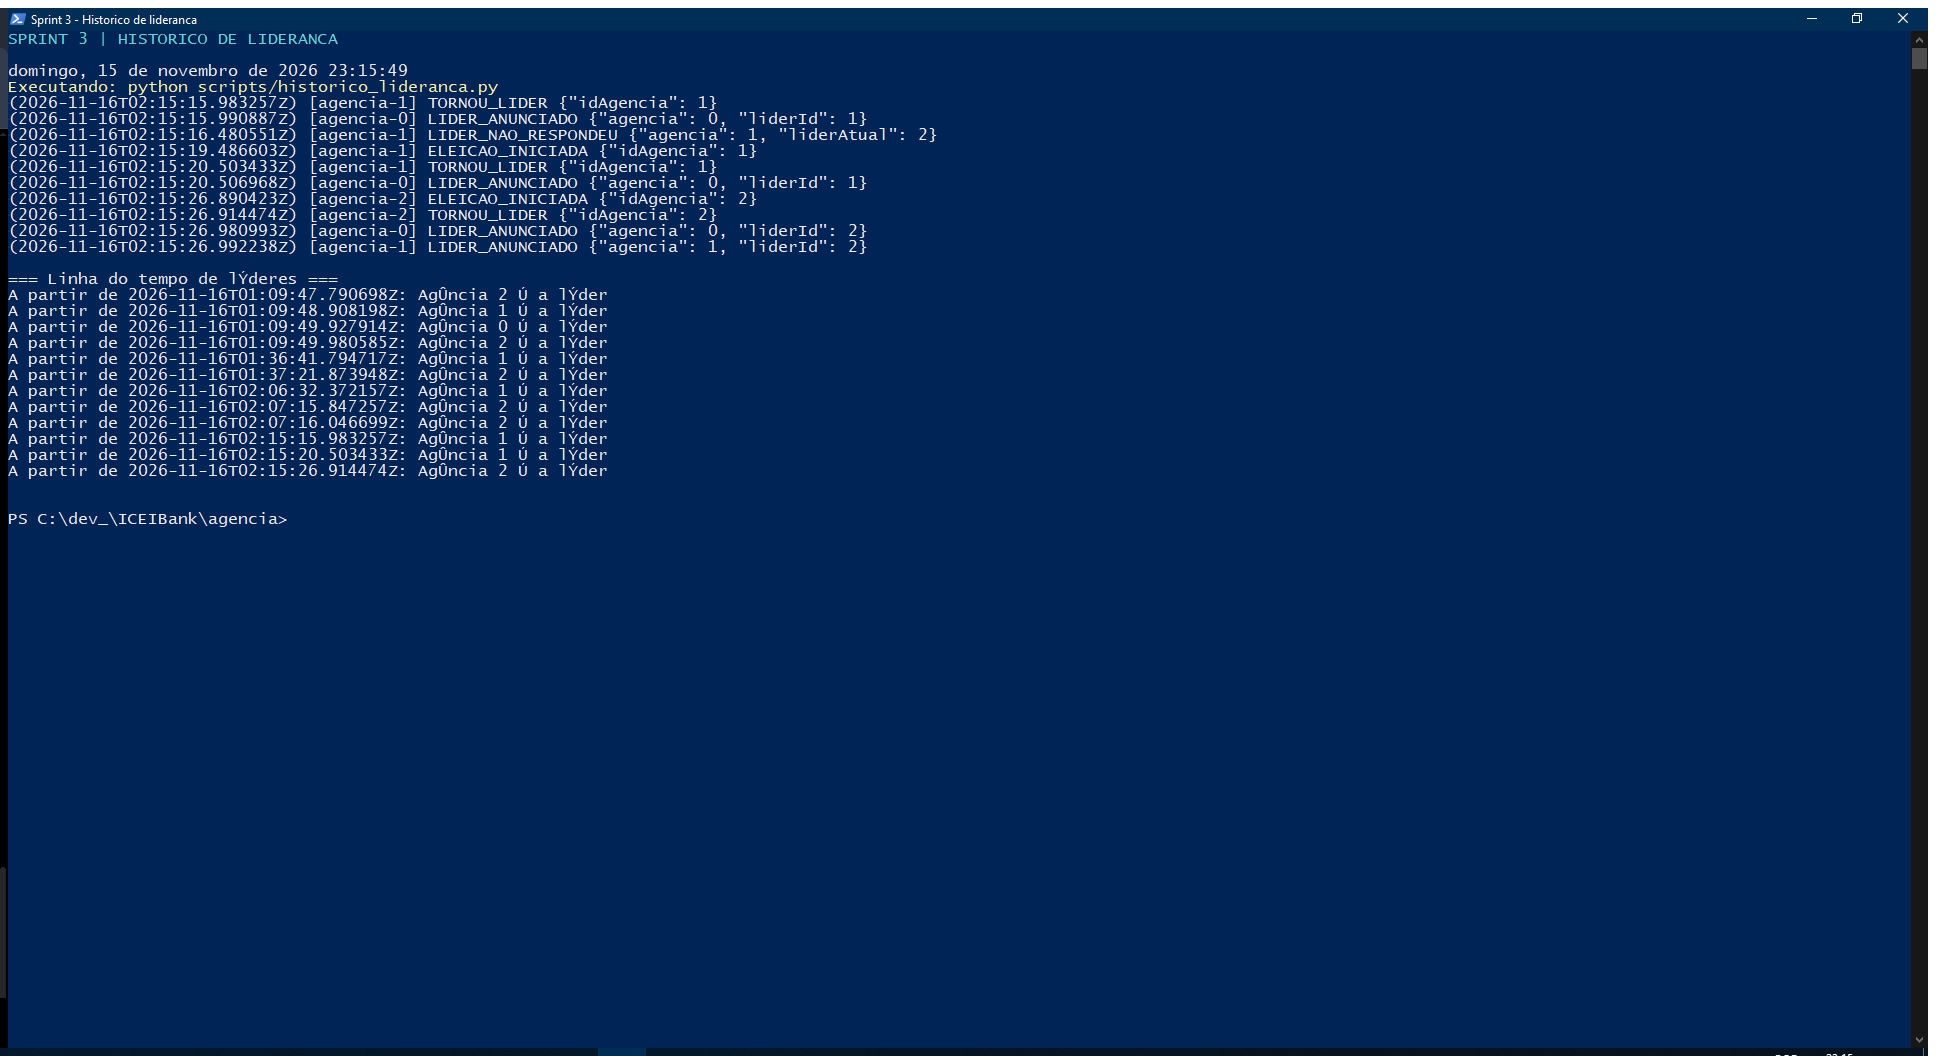 Sprint 3 - Historico de lideranca
SPRINT 3 | HISTORICO DE LIDERANCA
domingo, 15 de novembro de 2026 23:15:49
Executando: python scripts/historico_lideranca.py
(2026-11-16T02:15:15.983257Z) [agencia-1] TORNOU_LIDER {"idAgencia": 1}
(2026-11-16T02:15:15.990887Z) [agencia-0] LIDER_ANUNCIADO {"agencia": 0, "liderId": 1}
(2026-11-16T02:15:16.480551Z) [agencia-1] LIDER_NAO_RESPONDEU {"agencia": 1, "liderAtual": 2}
(2026-11-16T02:15:19.486603Z) [agencia-1] ELEICAO_INICIADA {"idAgencia": 1}
(2026-11-16T02:15:20.503433Z) [agencia-1] TORNOU_LIDER {"idAgencia": 1}
(2026-11-16T02:15:20.506968Z) [agencia-0] LIDER_ANUNCIADO {"agencia": 0, "liderId": 1}
(2026-11-16T02:15:26.890423Z) [agencia-2] ELEICAO_INICIADA {"idAgencia": 2}
(2026-11-16T02:15:26.914474Z) [agencia-2] TORNOU_LIDER {"idAgencia": 2}
(2026-11-16T02:15:26.980993Z) [agencia-0] LIDER_ANUNCIADO {"agencia": 0, "liderId": 2}
(2026-11-16T02:15:26.992238Z) [agencia-1] LIDER_ANUNCIADO {"agencia": 1, "liderId": 2}
=== Linha do tempo de lÝderes ===
A partir de 2026-11-16T01:09:47.790698Z: AgÛncia 2 Ú a lÝder
A partir de 2026-11-16T01:09:48.908198Z: AgÛncia 1 Ú a lÝder
A partir de 2026-11-16T01:09:49.927914Z: AgÛncia 0 Ú a lÝder
A partir de 2026-11-16T01:09:49.980585Z: AgÛncia 2 Ú a lÝder
A partir de 2026-11-16T01:36:41.794717Z: AgÛncia 1 Ú a lÝder
A partir de 2026-11-16T01:37:21.873948Z: AgÛncia 2 Ú a lÝder
A partir de 2026-11-16T02:06:32.372157Z: AgÛncia 1 Ú a lÝder
A partir de 2026-11-16T02:07:15.847257Z: AgÛncia 2 Ú a lÝder
A partir de 2026-11-16T02:07:16.046699Z: AgÛncia 2 Ú a lÝder
A partir de 2026-11-16T02:15:15.983257Z: AgÛncia 1 Ú a lÝder
A partir de 2026-11-16T02:15:20.503433Z: AgÛncia 1 Ú a lÝder
A partir de 2026-11-16T02:15:26.914474Z: AgÛncia 2 Ú a lÝder
PS C:\dev_\ICEIBank\agencia>